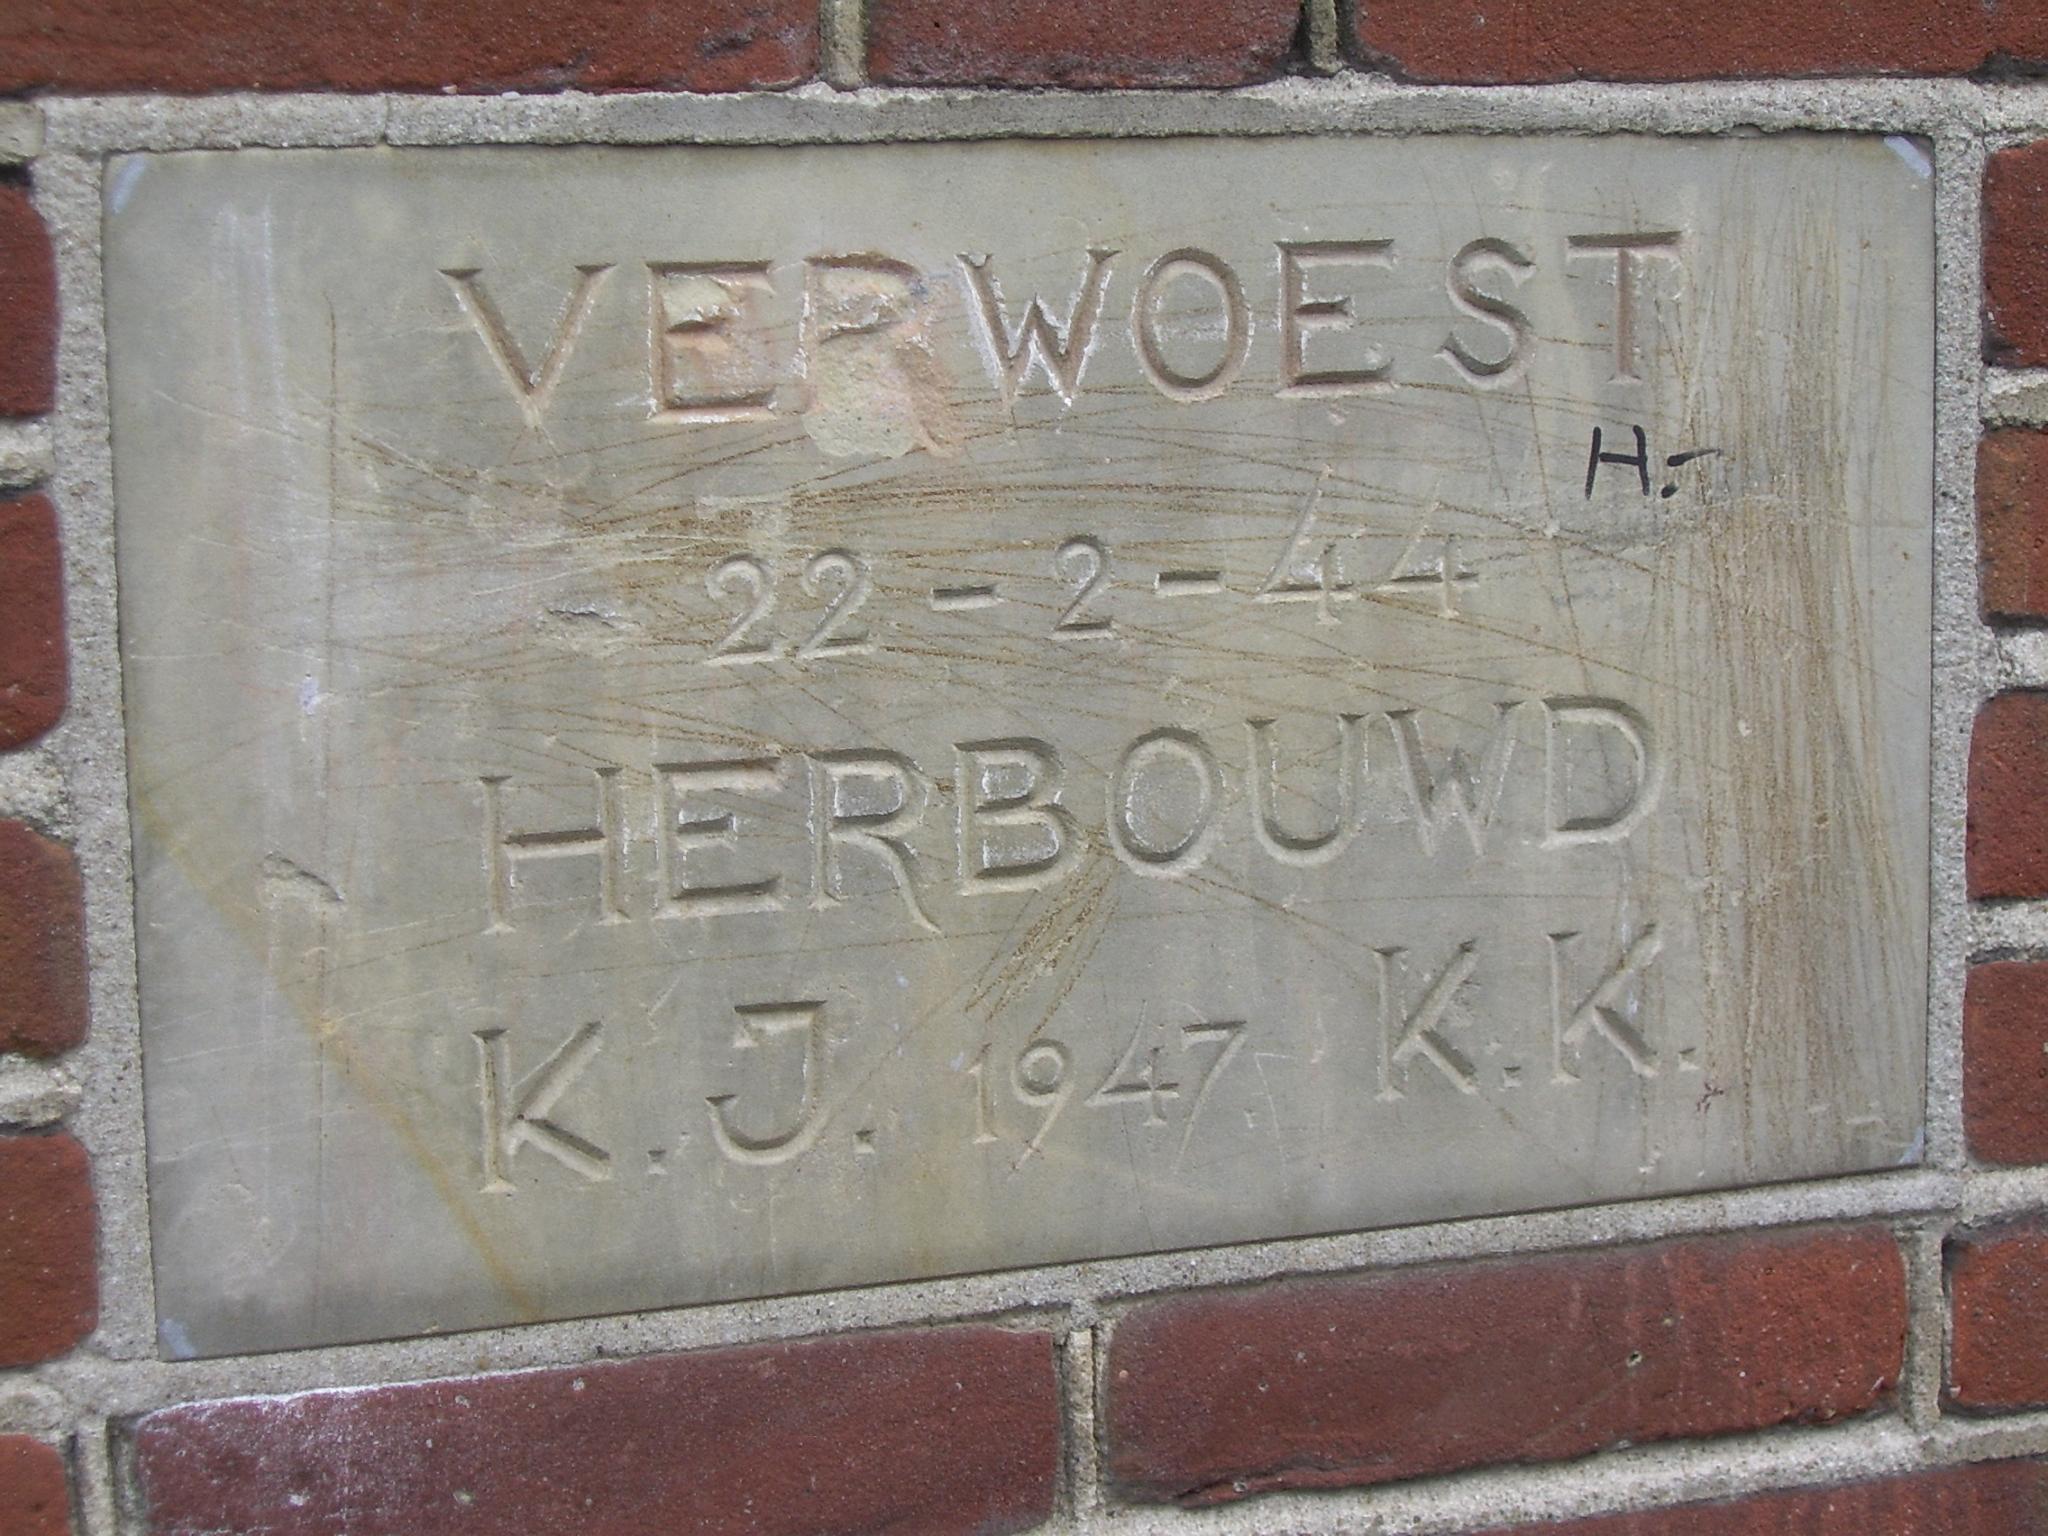 VERWOEST
H.-
22-2-44
HERBOUWD
K.J. 1947 K.K.